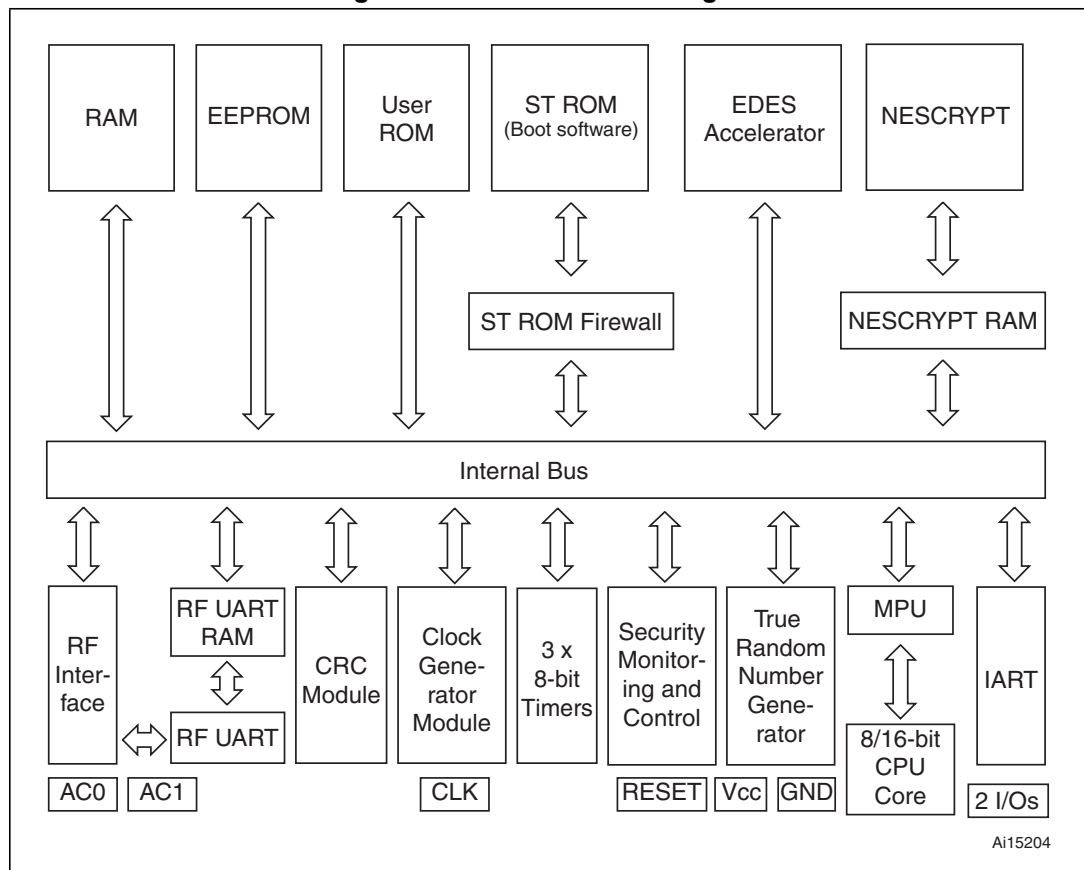 RAM
EEPROM
User
ROM
ST ROM
(Boot software)
EDES
Accelerator
NESCRYPT
ST ROM Firewall
NESCRYPT RAM
Internal Bus
RF
Inter-
face
RF UART
RAM
RF UART
CRC
Module
Clock
Gene-
rator
Module
3 x
8-bit
Timers
Security
Monitor-
ing and
Control
True
Random
Number
Gene-
rator
MPU
8/16-bit
CPU
Core
IART
AC0
AC1
CLK
RESET
Vcc
GND
2 I/Os
Ai15204